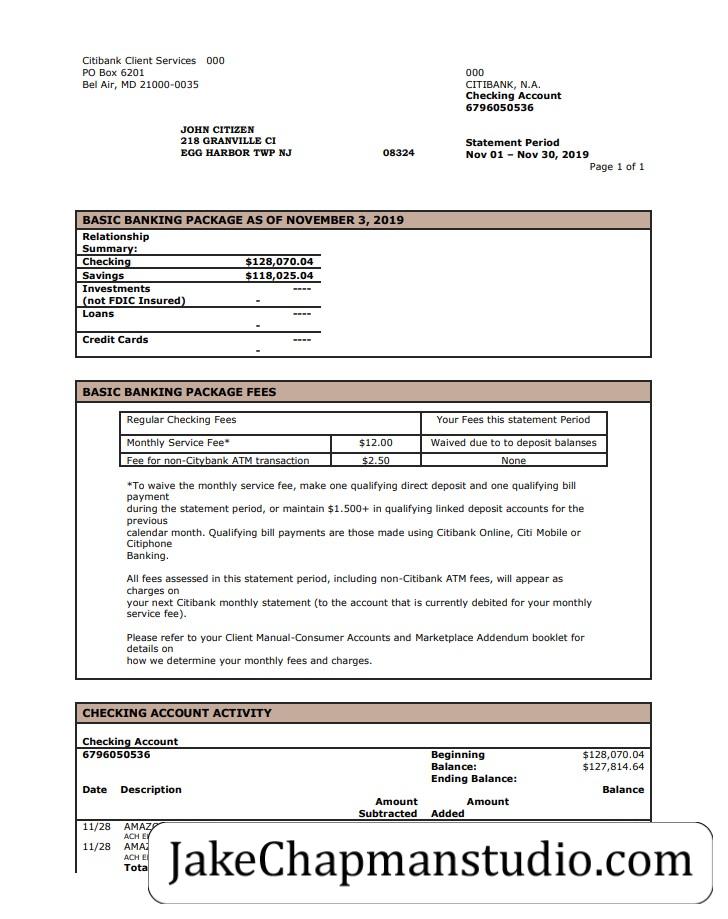 Citibank Client Services 000
PO Box 6201
Bel Air, MD 21000-0035
000
CITIBANK, N.A.
Checking Account
6796050536
JOHN CITIZEN
218 GRANVILLE CI
EGG HARBOR TWP NJ 08324
Statement Period
Nov 01 – Nov 30, 2019
Page 1 of 1
BASIC BANKING PACKAGE AS OF NOVEMBER 3, 2019
Relationship
Summary:
Checking $128,070.04
Savings $118,025.04
Investments ----
(not FDIC Insured) -
Loans ----
-
Credit Cards ----
-
BASIC BANKING PACKAGE FEES
Regular Checking Fees Your Fees this statement Period
Monthly Service Fee* $12.00 Waived due to to deposit balanses
Fee for non-Citybank ATM transaction $2.50 None
*To waive the monthly service fee, make one qualifying direct deposit and one qualifying bill
payment
during the statement period, or maintain $1.500+ in qualifying linked deposit accounts for the
previous
calendar month. Qualifying bill payments are those made using Citibank Online, Citi Mobile or
Citiphone
Banking.
All fees assessed in this statement period, including non-Citibank ATM fees, will appear as
charges on
your next Citibank monthly statement (to the account that is currently debited for your monthly
service fee).
Please refer to your Client Manual-Consumer Accounts and Marketplace Addendum booklet for
details on
how we determine your monthly fees and charges.
CHECKING ACCOUNT ACTIVITY
Checking Account
6796050536 Beginning $128,070.04
Balance: $127,814.64
Ending Balance:
Date Description Balance
Amount Amount
Subtracted Added
11/28
ACH
11/28
ACH
JakeChapmanstudio.com